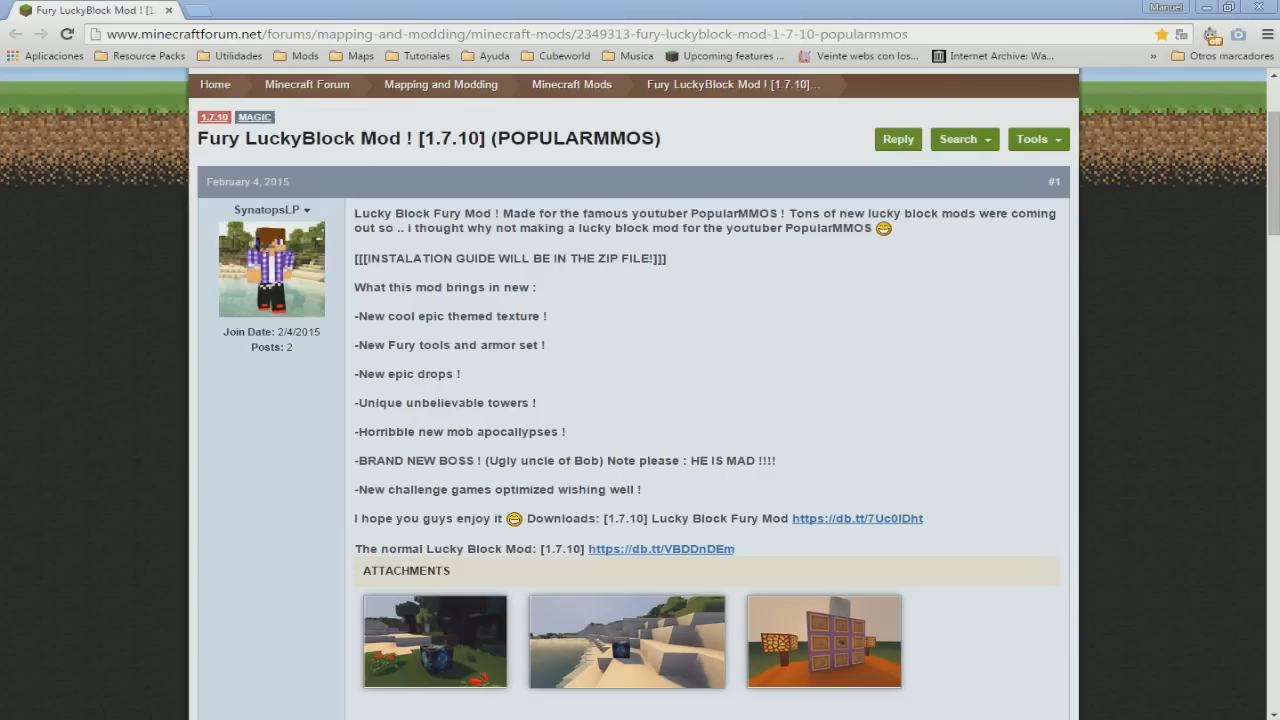 Fury LuckyBlock Mod ! [1.
Manuel
www.minecraftforum.net/forums/mapping-and-modding/minecraft-mods/2349313-fury-luckyblock-mod-1-7-10-popularmmos
Off
Aplicaciones Resource Packs Utilidades Mods Maps Tutoriales Ayuda Cubeworld Musica Upcoming features ... Veinte webs con los... Internet Archive: Wa... » Otros marcadores
Home Minecraft Forum Mapping and Modding Minecraft Mods Fury LuckyBlock Mod ! [1.7.10]...
1.7.10 MAGIC
Fury LuckyBlock Mod ! [1.7.10] (POPULARMMOS)
Reply Search Tools
February 4, 2015 #1
SynatopsLP
Join Date: 2/4/2015
Posts: 2
Lucky Block Fury Mod ! Made for the famous youtuber PopularMMOS ! Tons of new lucky block mods were coming
out so .. i thought why not making a lucky block mod for the youtuber PopularMMOS
[[[INSTALATION GUIDE WILL BE IN THE ZIP FILE!]]]
What this mod brings in new :
-New cool epic themed texture !
-New Fury tools and armor set !
-New epic drops !
-Unique unbelievable towers !
-Horribble new mob apocallypses !
-BRAND NEW BOSS ! (Ugly uncle of Bob) Note please : HE IS MAD !!!!
-New challenge games optimized wishing well !
I hope you guys enjoy it Downloads: [1.7.10] Lucky Block Fury Mod https://db.tt/7Uc0IDht
The normal Lucky Block Mod: [1.7.10] https://db.tt/VBDDnDEm
ATTACHMENTS